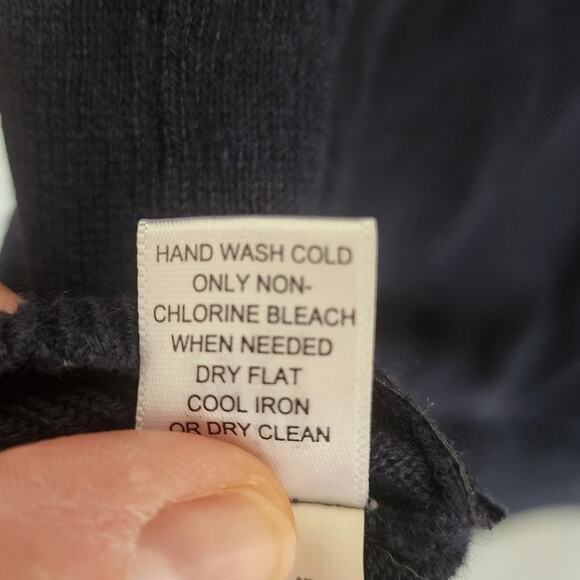 HAND WASH COLD
ONLY NON-
CHLORINE BLEACH
WHEN NEEDED
DRY FLAT
COOL IRON
OR DRY CLEAN